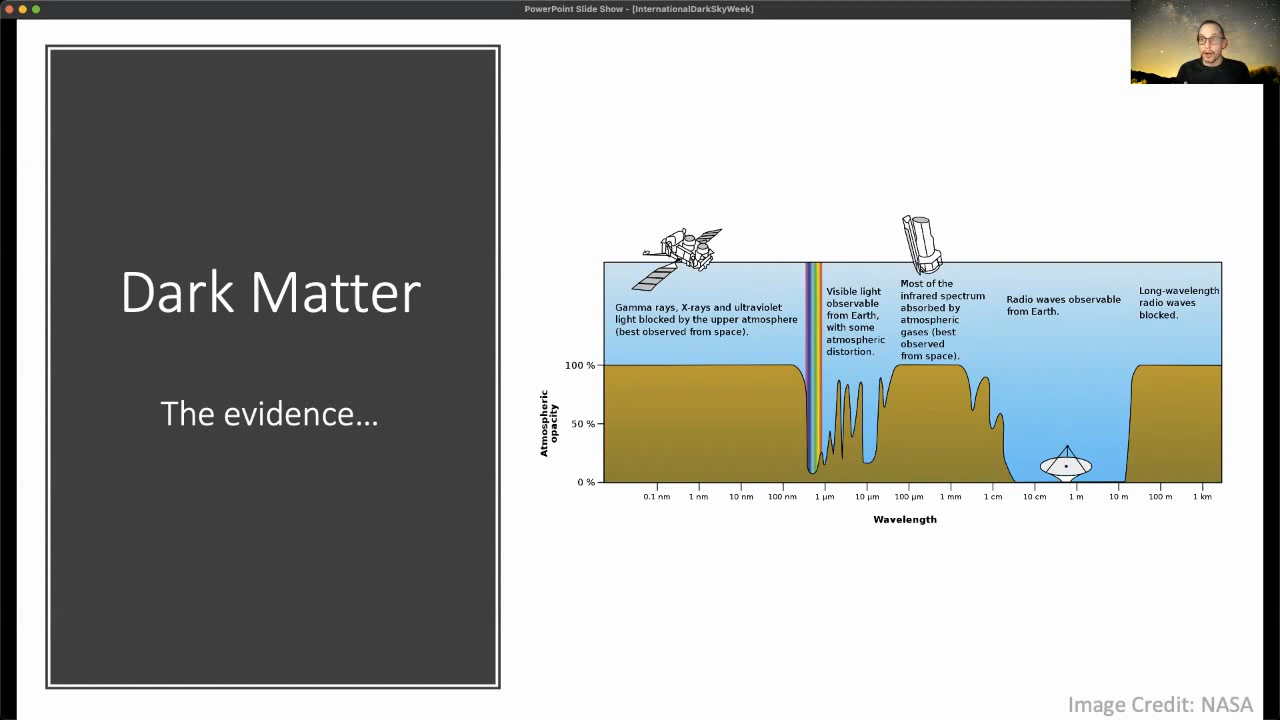 PowerPoint Slide Show - [InternationalDarkSkyWeek]
Dark Matter
The evidence...
Gamma rays, X-rays and ultraviolet
light blocked by the upper atmosphere
(best observed from space).
Visible light
observable
from Earth,
with some
atmospheric
distortion.
Most of the
infrared spectrum
absorbed by
atmospheric
gases (best
observed
from space).
Radio waves observable
from Earth.
Long-wavelength
radio waves
blocked.
Atmospheric
opacity
100 %
50 %
0 %
0.1 nm 1 nm 10 nm 100 nm 1 μm 10 μm 100 μm 1 mm 1 cm 10 cm 1 m 10 m 100 m 1 km
Wavelength
Image Credit: NASA